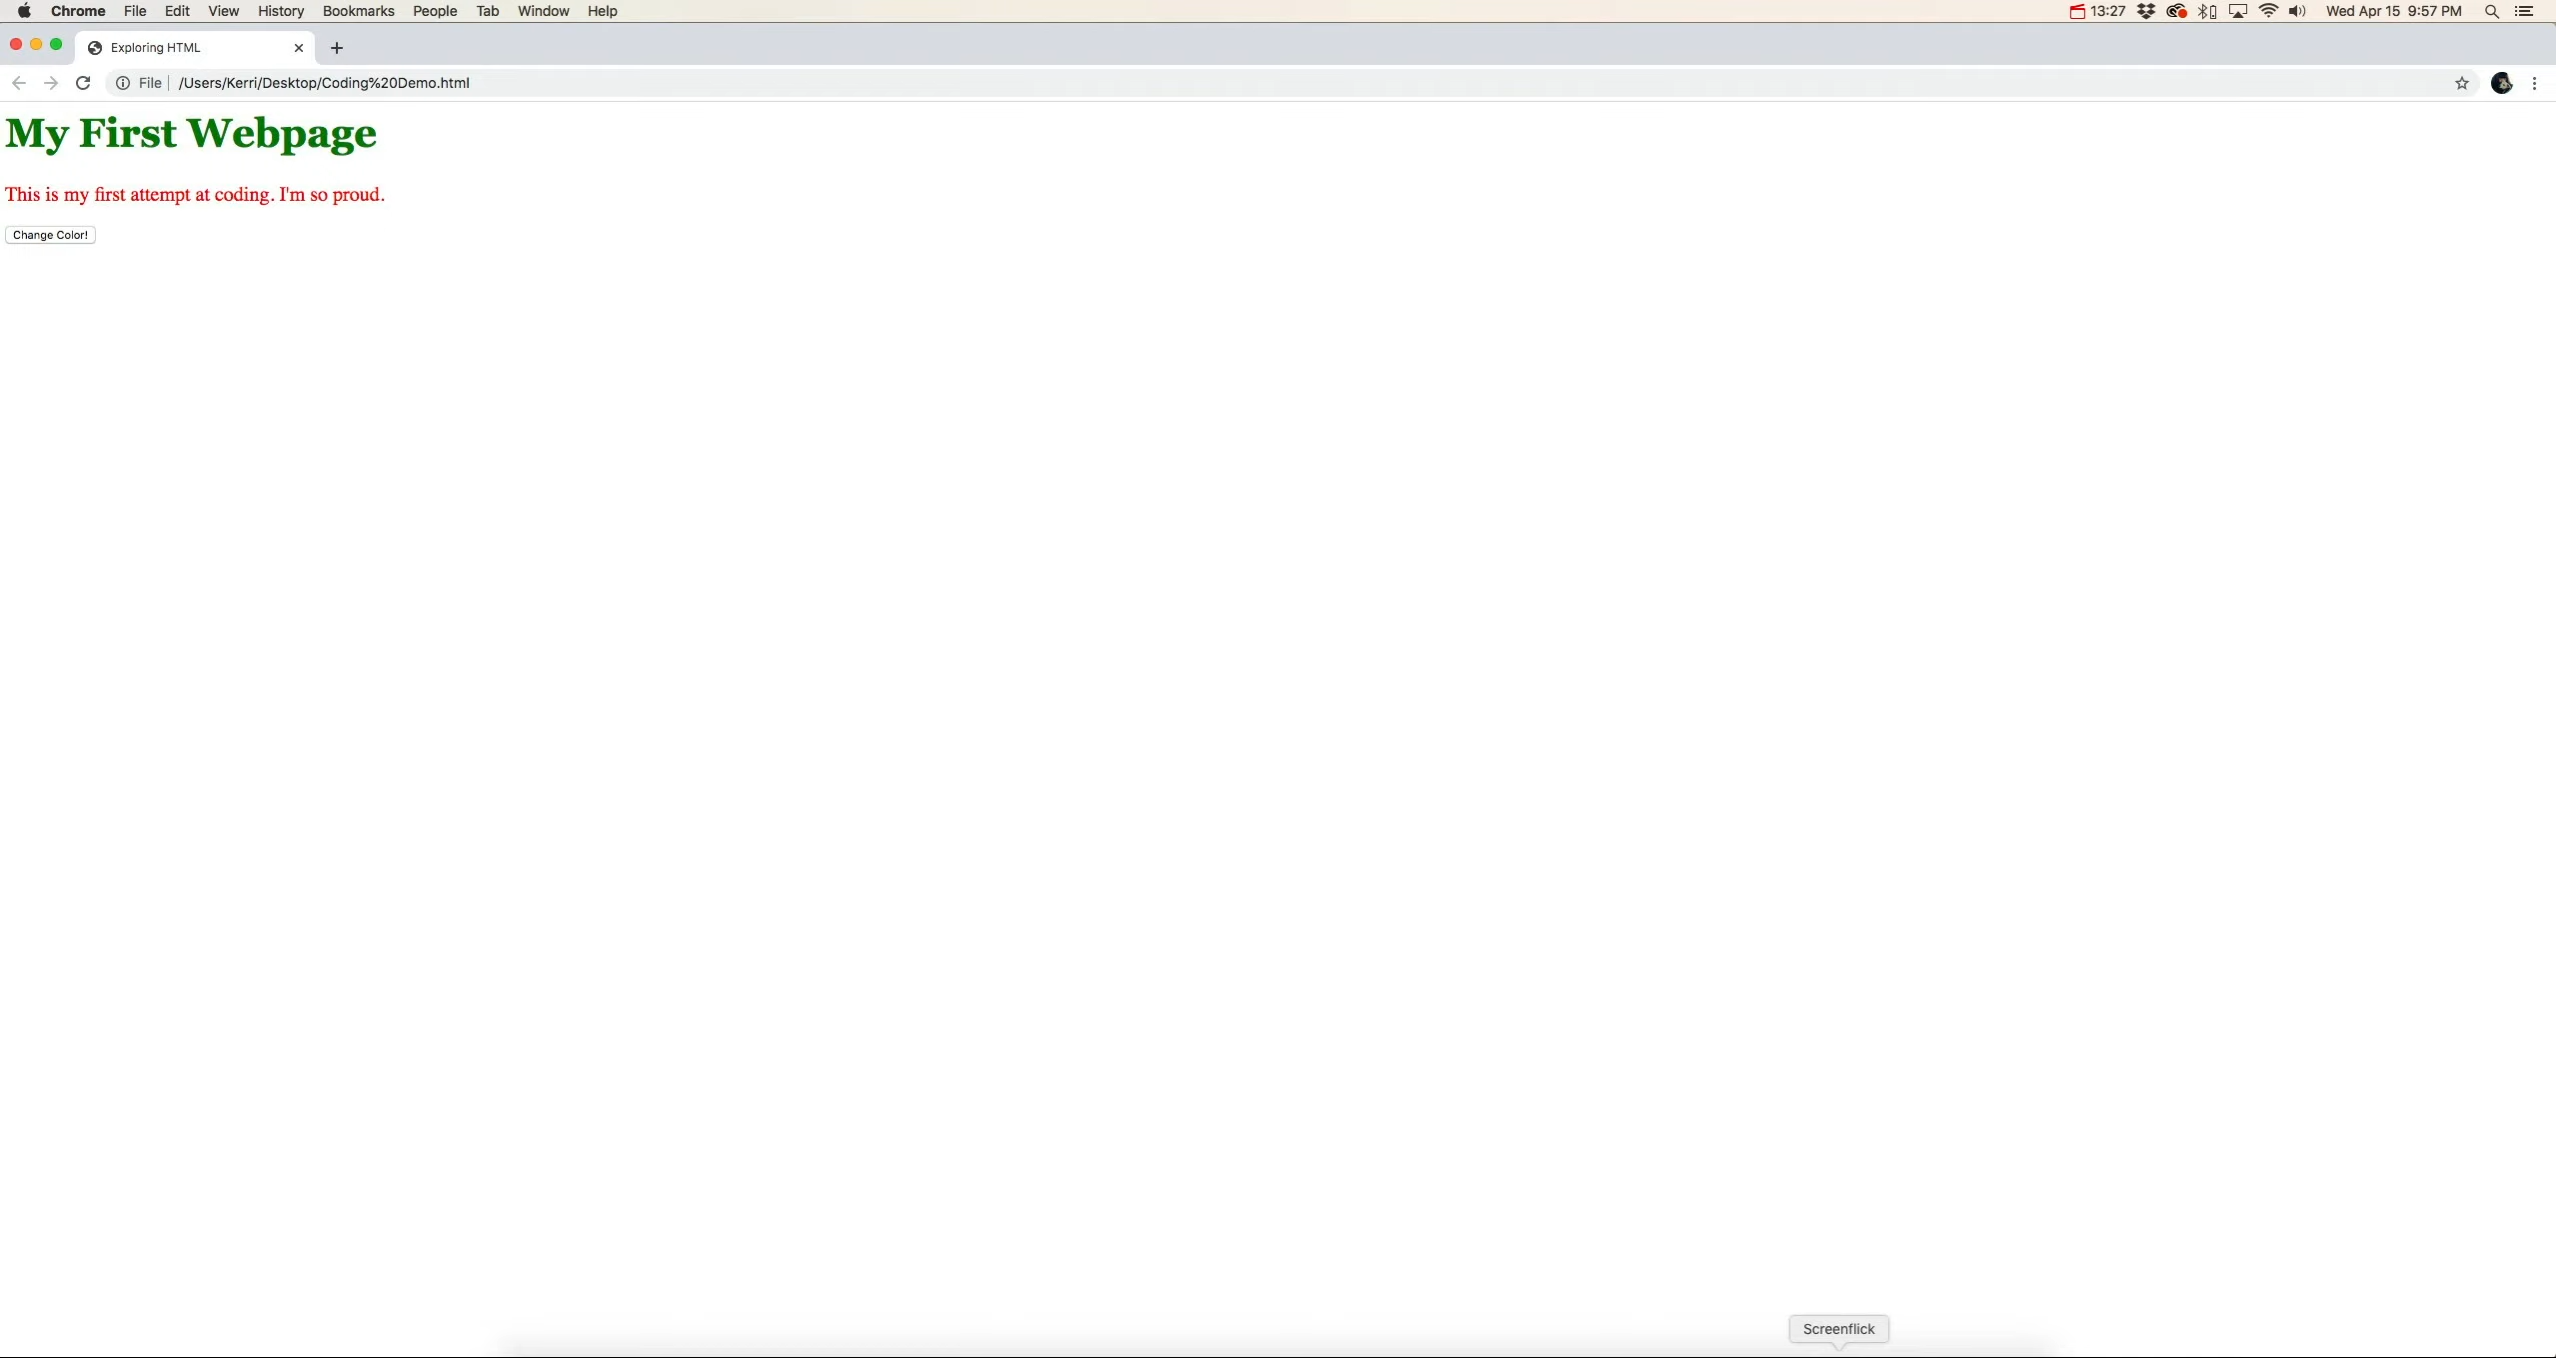 Chrome File Edit View History Bookmarks People Tab Window Help 13:27 Wed Apr 15 9:57 PM
Exploring HTML
File /Users/Kerri/Desktop/Coding%20Demo.html
My First Webpage
This is my first attempt at coding. I'm so proud.
Change Color!
Screenflick